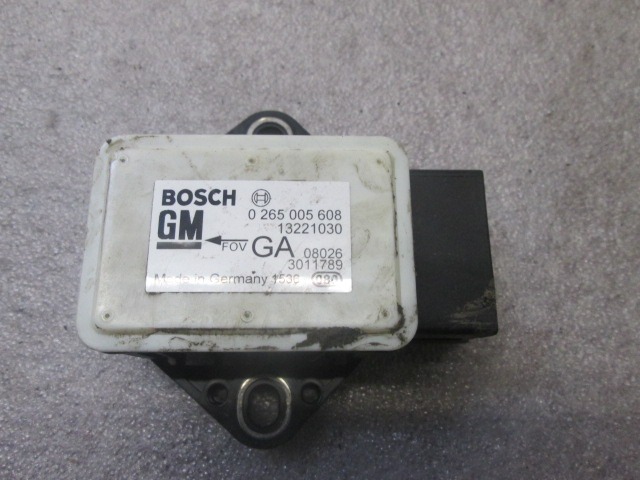 BOSCH
0 265 005 608
GM
13221030
FOV GA 08026
3011789
Made in Germany